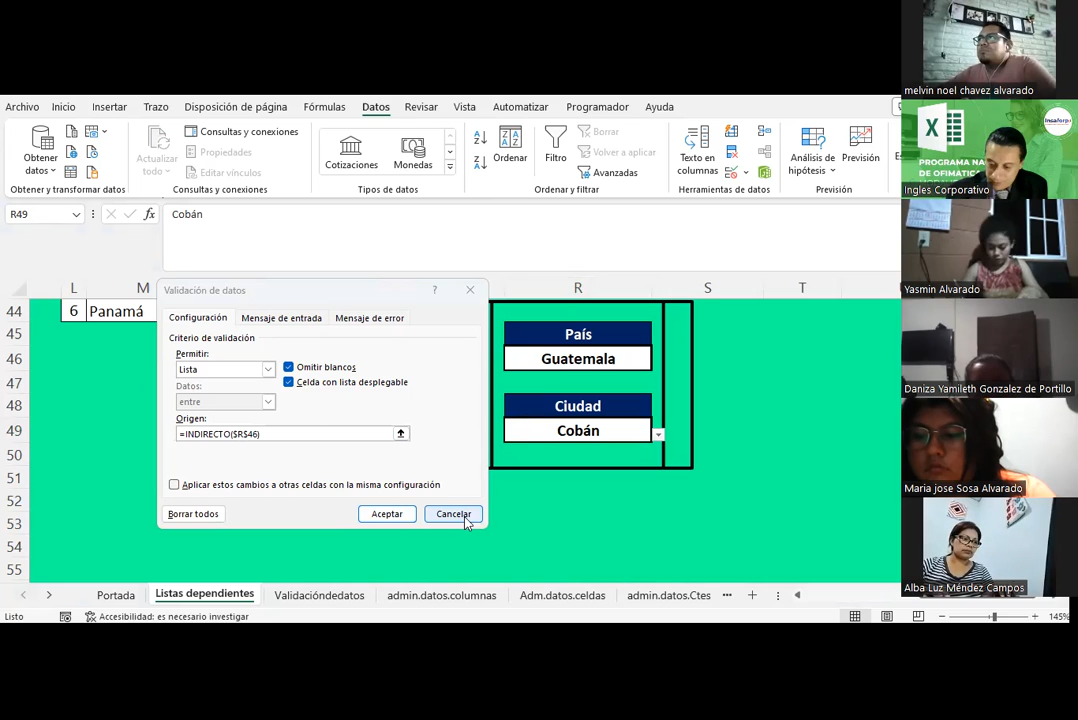 melvin noel chavez alvarado
Archivo Inicio Insertar Trazo Disposición de página Fórmulas Datos Revisar Vista Automatizar Programador Ayuda
Obtener datos
Consultas y conexiones
Propiedades
Editar vínculos
Actualizar todo
Cotizaciones
Monedas
Ordenar
Filtro
Borrar
Volver a aplicar
Avanzadas
Texto en columnas
Análisis de hipótesis
Previsión
Obtener y transformar datos
Consultas y conexiones
Tipos de datos
Ordenar y filtrar
Herramientas de datos
Previsión
Incaforp
PROGRAMA NA
DE OFIMÁTICA
Ingles Corporativo
R49
fx
Cobán
L M R S T
44 6 Panamá
45 País
46 Guatemala
47
48 Ciudad
49 Cobán
50
51
52
53
54
55
Validación de datos ?
Configuración Mensaje de entrada Mensaje de error
Criterio de validación
Permitir:
Lista
Omitir blancos
Celda con lista desplegable
Datos:
entre
Origen:
=INDIRECTO($R$46)
Aplicar estos cambios a otras celdas con la misma configuración
Borrar todos Aceptar Cancelar
Yasmin Alvarado
Daniza Yamileth Gonzalez de Portillo
Maria jose Sosa Alvarado
Alba Luz Méndez Campos
Portada Listas dependientes Validacióndedatos admin.datos.columnas Adm.datos.celdas admin.datos.Ctes
Listo
Accesibilidad: es necesario investigar
145%